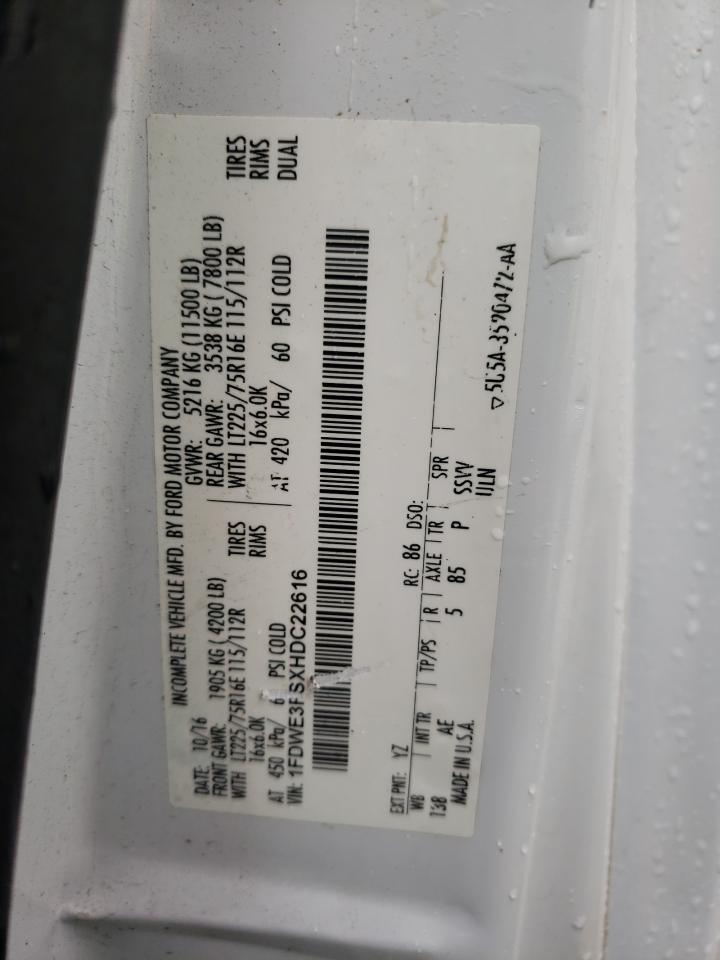 INCOMPLETE VEHICLE MFD. BY FORD MOTOR COMPANY
DATE: 10/16 GVWR: 5216 KG (11500 LB)
FRONT GAWR: 1905 KG ( 4200 LB) REAR GAWR: 3538 KG ( 7800 LB)
WITH LT225/75R16E 115/112R TIRES WITH LT225/75R16E 115/112R TIRES
16x6.0K RIMS 16x6.0K RIMS
AT 450 kPa/ PSI COLD AT 420 kPa/ 60 PSI COLD DUAL
VIN: 1FDWE3FSXHDC22616
EXT PNT: YZ RC: 86 DSO:
WB INT TR TP/PS R AXLE TR SPR
138 AE 5 85 P SSVV
MADE IN U.S.A.